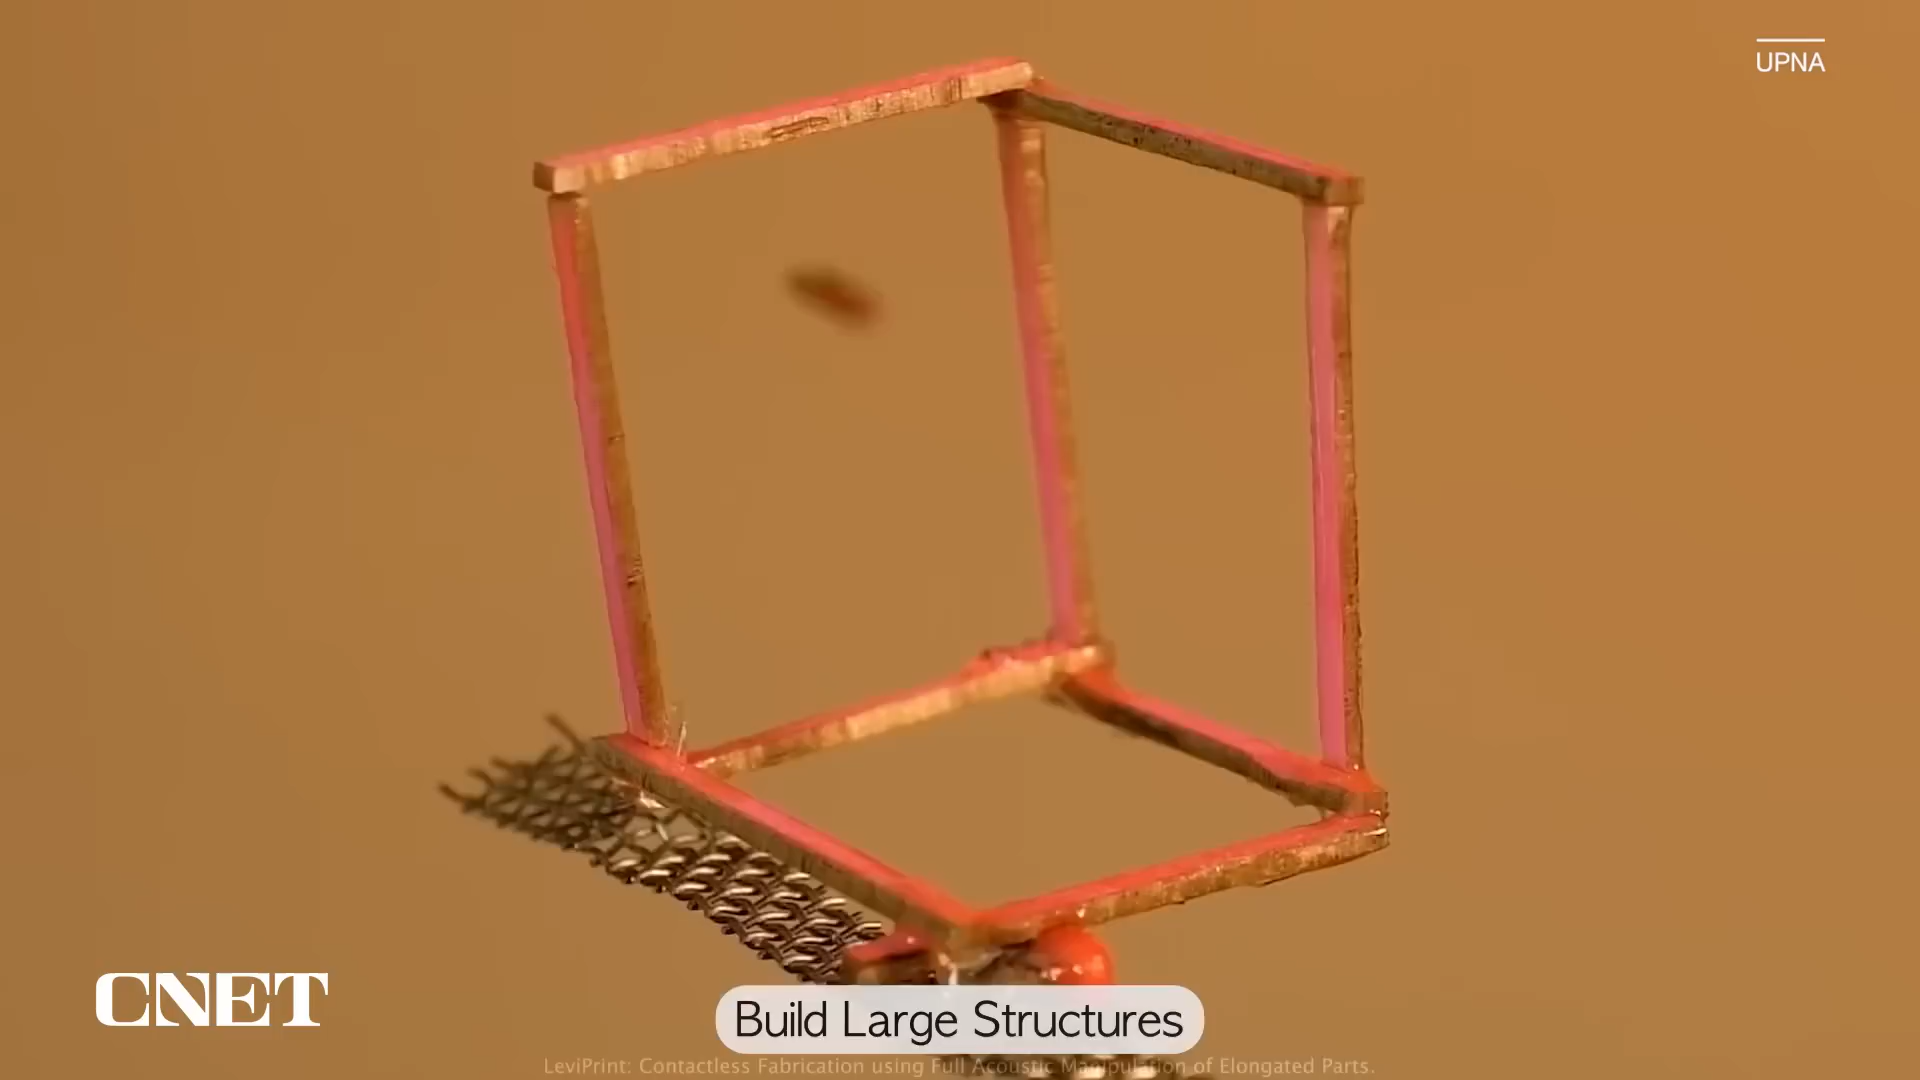 UPNA
CNET
Build Large Structures
LeviPrint: Contactless Fabrication using Full Acoustic Manipulation of Elongated Parts.